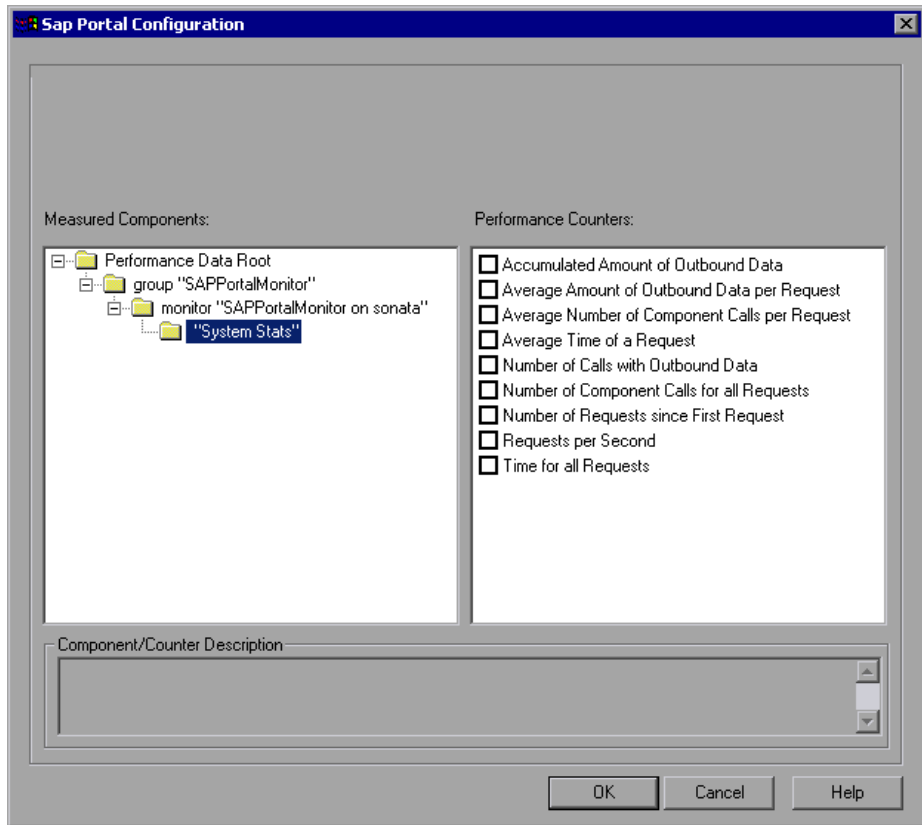 Sap Portal Configuration
Measured Components:
Performance Data Root
group "SAPPortalMonitor"
monitor "SAPPortalMonitor on sonata"
"System Stats"
Performance Counters:
Accumulated Amount of Outbound Data
Average Amount of Outbound Data per Request
Average Number of Component Calls per Request
Average Time of a Request
Number of Calls with Outbound Data
Number of Component Calls for all Requests
Number of Requests since First Request
Requests per Second
Time for all Requests
Component/Counter Description
OK
Cancel
Help